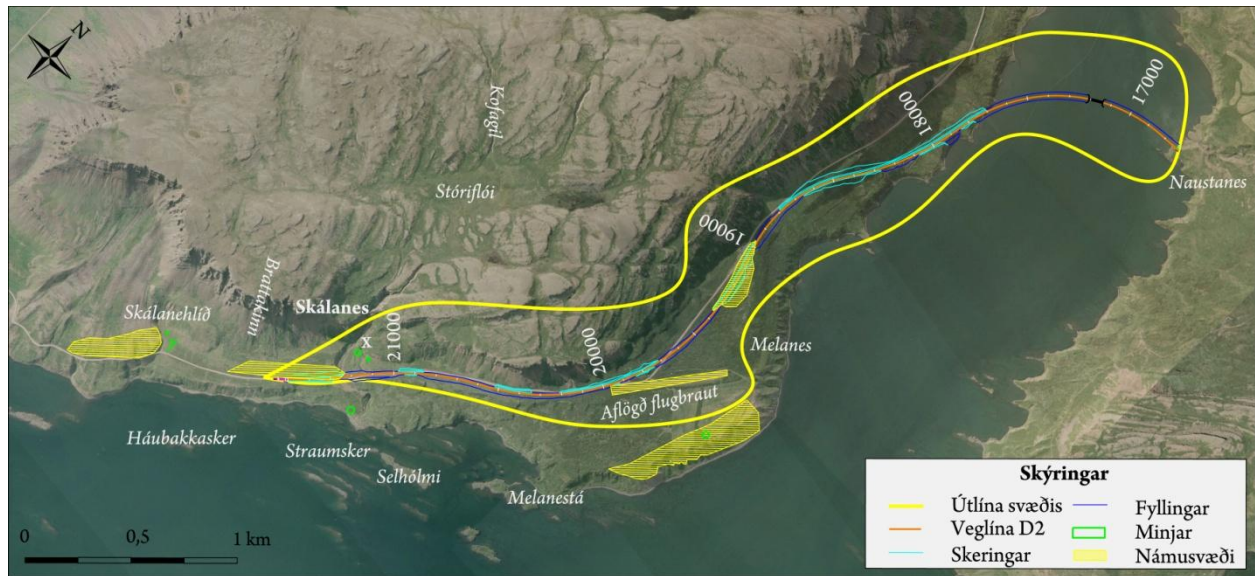 N
17000
18000
Kofagil
Naustanes
Stóriflói
19000
Brattakinn
Skálanes
Skálanehlíð
x
21000
20000
Melanes
Aflögð flugbraut
Háubakkasker
Straumsker
Selhólmi
Melanestá
0 0,5 1 km
Skýringar
Útlína svæðis Fyllingar
Veglína D2 Minjar
Skeringar Námusvæði